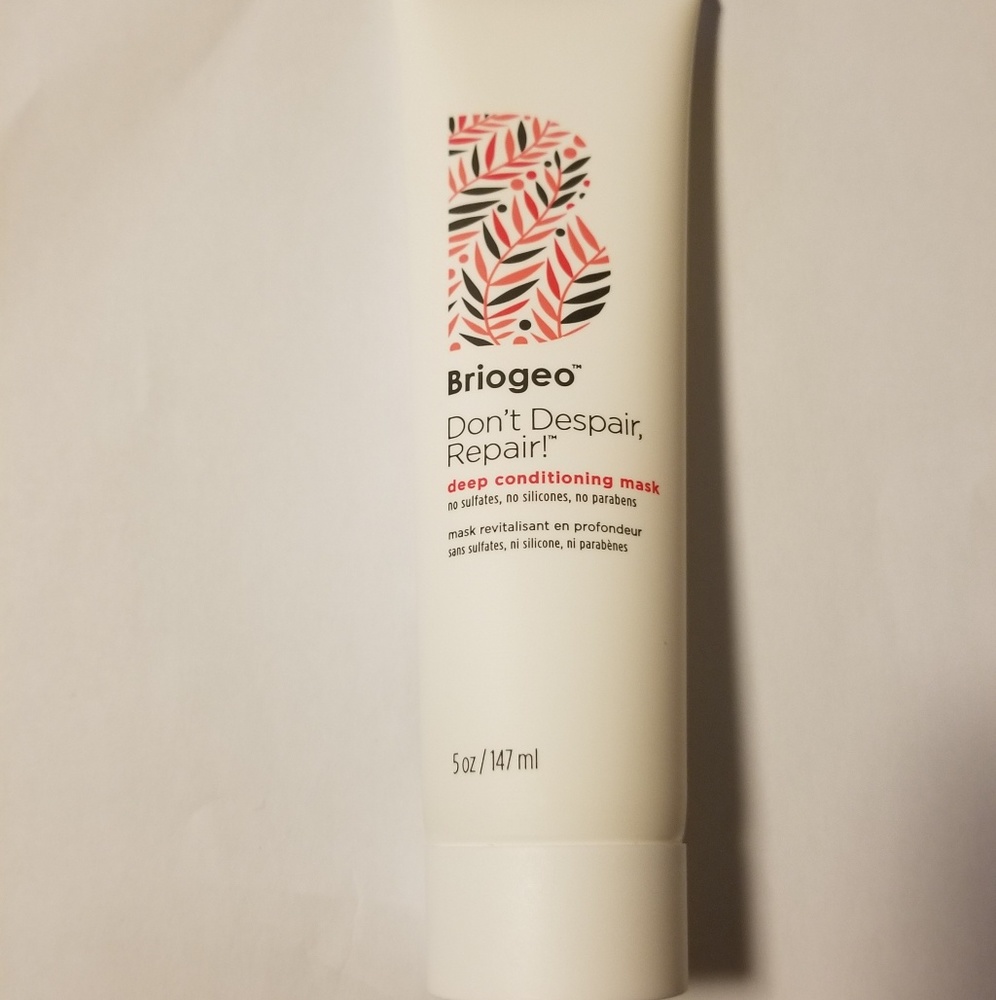 Briogeo™
Don't Despair,
Repair!™
deep conditioning mask
no sulfates, no silicones, no parabens
mask revitalisant en profondeur
sans sulfates, ni silicone, ni parabènes
5 oz / 147 ml